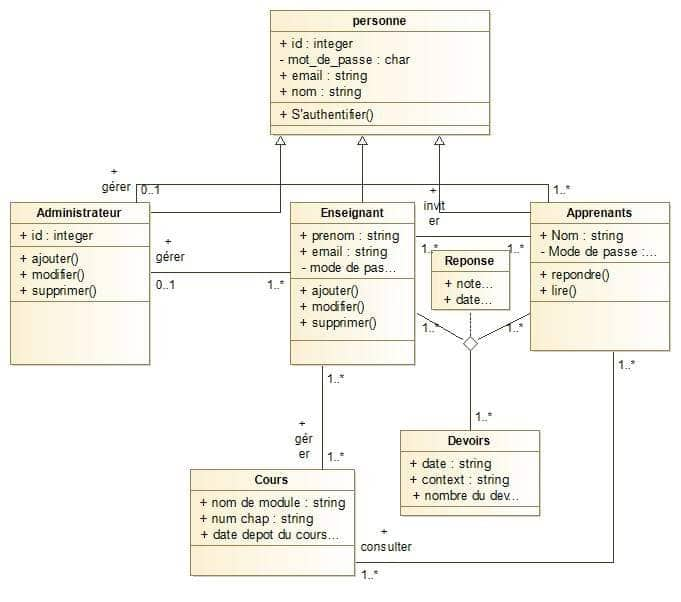 personne
+ id : integer
- mot_de_passe : char
+ email : string
+ nom : string
+ S'authentifier()
+
gérer
0..1
+
invit
er
1..*
Administrateur
+ id : integer
+ ajouter()
+ modifier()
+ supprimer()
+
gérer
0..1
1..*
Enseignant
+ prenom : string
+ email : string
- mode de pas...
+ ajouter()
+ modifier()
+ supprimer()
1..*
1..*
Reponse
+ note...
+ date...
1..*
1..*
Apprenants
+ Nom : string
- Mode de passe :...
+ repondre()
+ lire()
1..*
1..*
+
gér
er
1..*
1..*
Devoirs
+ date : string
+ context : string
+ nombre du dev...
Cours
+ nom de module : string
+ num chap : string
+ date depot du cours...
+
consulter
1..*